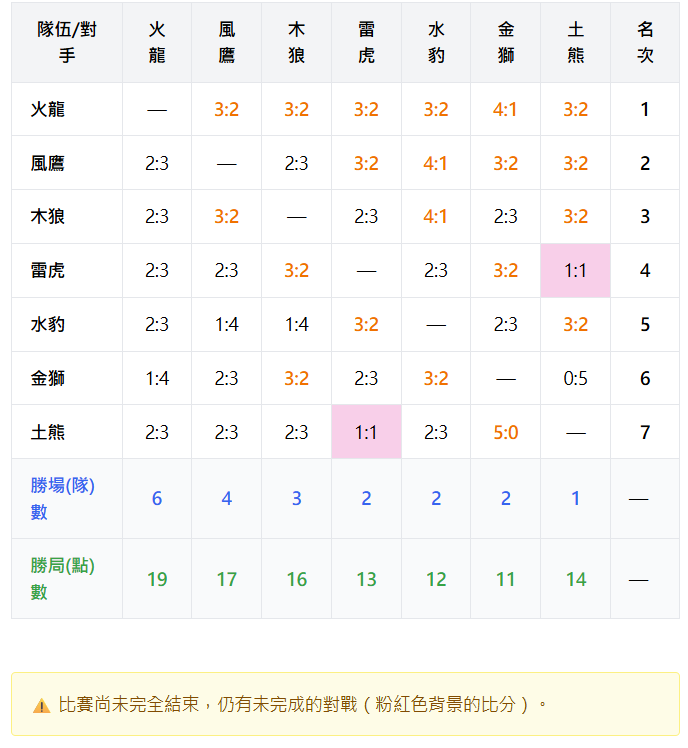 隊伍/對手 火龍 風鷹 木狼 雷虎 水豹 金獅 土熊 名次
火龍 — 3:2 3:2 3:2 3:2 4:1 3:2 1
風鷹 2:3 — 2:3 3:2 4:1 3:2 3:2 2
木狼 2:3 3:2 — 2:3 4:1 2:3 3:2 3
雷虎 2:3 2:3 3:2 — 2:3 3:2 1:1 4
水豹 2:3 1:4 1:4 3:2 — 2:3 3:2 5
金獅 1:4 2:3 3:2 2:3 3:2 — 0:5 6
土熊 2:3 2:3 2:3 1:1 2:3 5:0 — 7
勝場(隊)數 6 4 3 2 2 2 1 —
勝局(點)數 19 17 16 13 12 11 14 —
比賽尚未完全結束，仍有未完成的對戰（粉紅色背景的比分）。